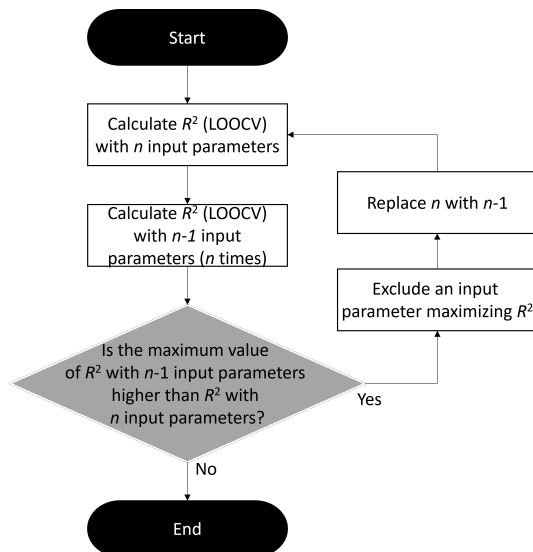 Start
Calculate R² (LOOCV)
with n input parameters
Calculate R² (LOOCV)
with n-1 input
parameters (n times)
Is the maximum value
of R² with n-1 input parameters
higher than R² with
n input parameters?
Yes
Exclude an input
parameter maximizing R²
Replace n with n-1
No
End